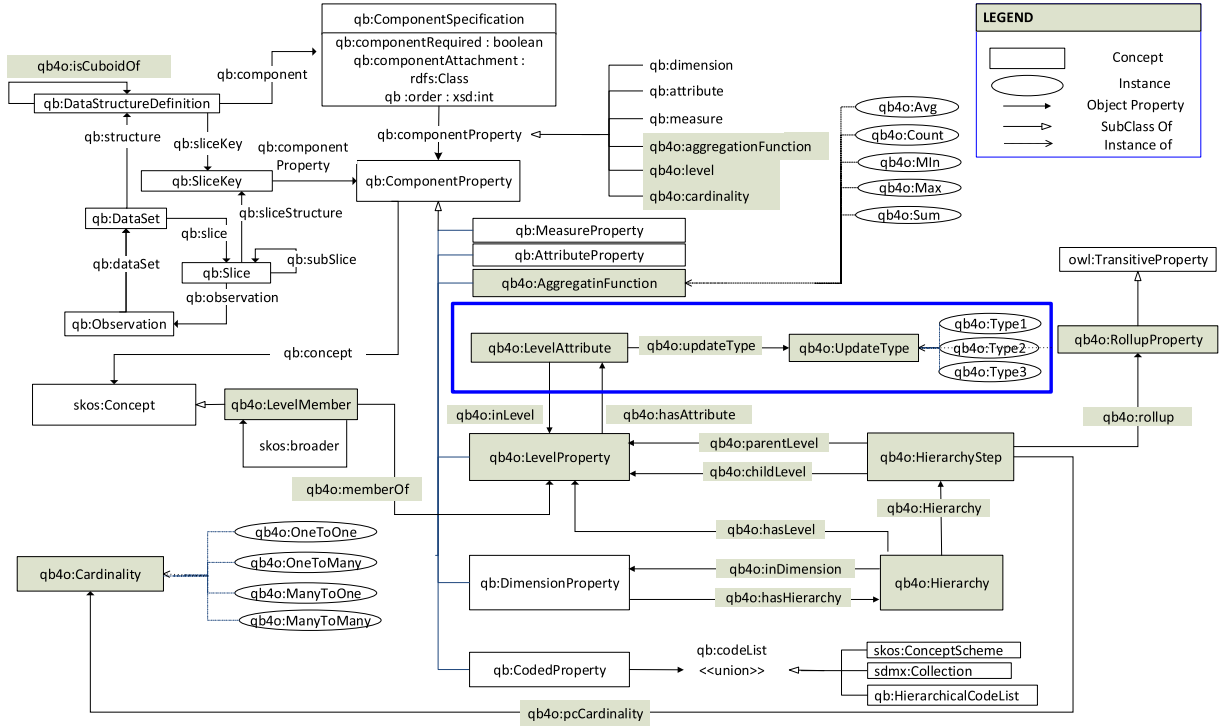 qb:ComponentSpecification
qb:componentRequired : boolean
qb:componentAttachment :
rdfs:Class
qb :order : xsd:int
LEGEND
Concept
Instance
Object Property
SubClass Of
Instance of
qb4o:isCuboidOf
qb:component
qb:DataStructureDefinition
qb:structure
qb:sliceKey
qb:component
Property
qb:componentProperty
qb:dimension
qb:attribute
qb:measure
qb4o:aggregationFunction
qb4o:level
qb4o:cardinality
qb4o:Avg
qb4o:Count
qb4o:MIn
qb4o:Max
qb4o:Sum
qb:SliceKey
qb:ComponentProperty
qb:DataSet
qb:sliceStructure
qb:slice
qb:dataSet
qb:Slice
qb:subSlice
qb:observation
qb:Observation
qb:MeasureProperty
qb:AttributeProperty
qb4o:AggregatinFunction
owl:TransitiveProperty
qb4o:LevelAttribute
qb4o:updateType
qb4o:UpdateType
qb4o:Type1
qb4o:Type2
qb4o:Type3
qb4o:RollupProperty
qb:concept
skos:Concept
qb4o:LevelMember
skos:broader
qb4o:inLevel
qb4o:hasAttribute
qb4o:rollup
qb4o:LevelProperty
qb4o:parentLevel
qb4o:childLevel
qb4o:HierarchyStep
qb4o:memberOf
qb4o:Hierarchy
qb4o:hasLevel
qb4o:OneToOne
qb4o:OneToMany
qb4o:ManyToOne
qb4o:ManyToMany
qb4o:Cardinality
qb:DimensionProperty
qb4o:inDimension
qb4o:hasHierarchy
qb4o:Hierarchy
qb:CodedProperty
qb:codeList
<<union>>
skos:ConceptScheme
sdmx:Collection
qb:HierarchicalCodeList
qb4o:pcCardinality